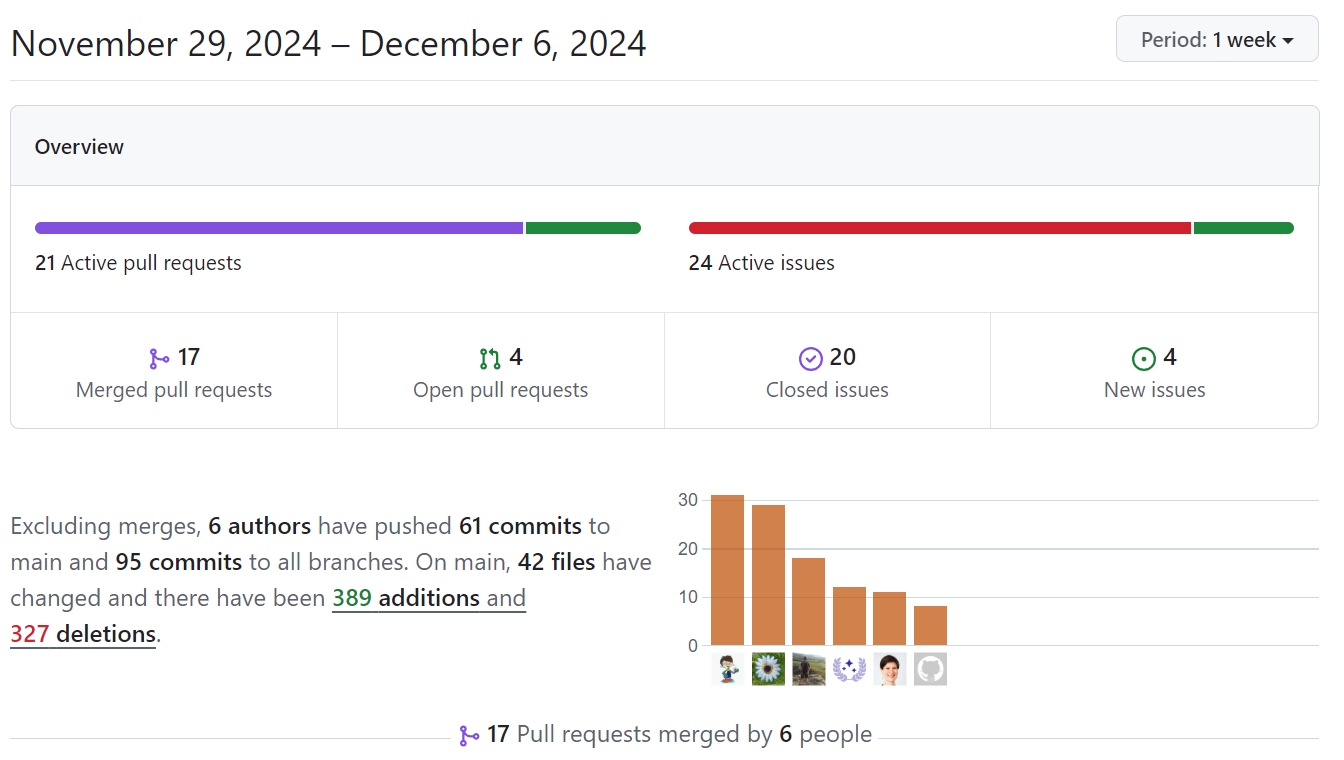 November 29, 2024 – December 6, 2024
Period: 1 week
Overview
21 Active pull requests
24 Active issues
17
Merged pull requests
4
Open pull requests
20
Closed issues
4
New issues
Excluding merges, 6 authors have pushed 61 commits to
main and 95 commits to all branches. On main, 42 files have
changed and there have been 389 additions and
327 deletions.
30
20
10
0
17 Pull requests merged by 6 people